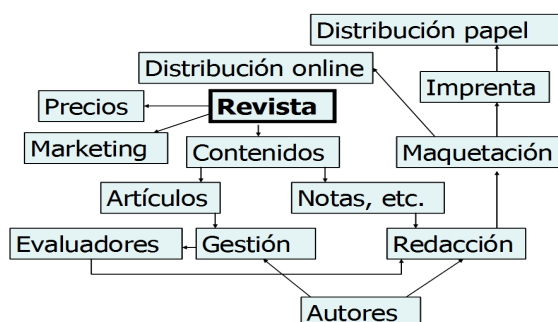 Distribución papel
Distribución online
Imprenta
Precios
Revista
Marketing
Contenidos
Maquetación
Artículos
Notas, etc.
Evaluadores
Gestión
Redacción
Autores